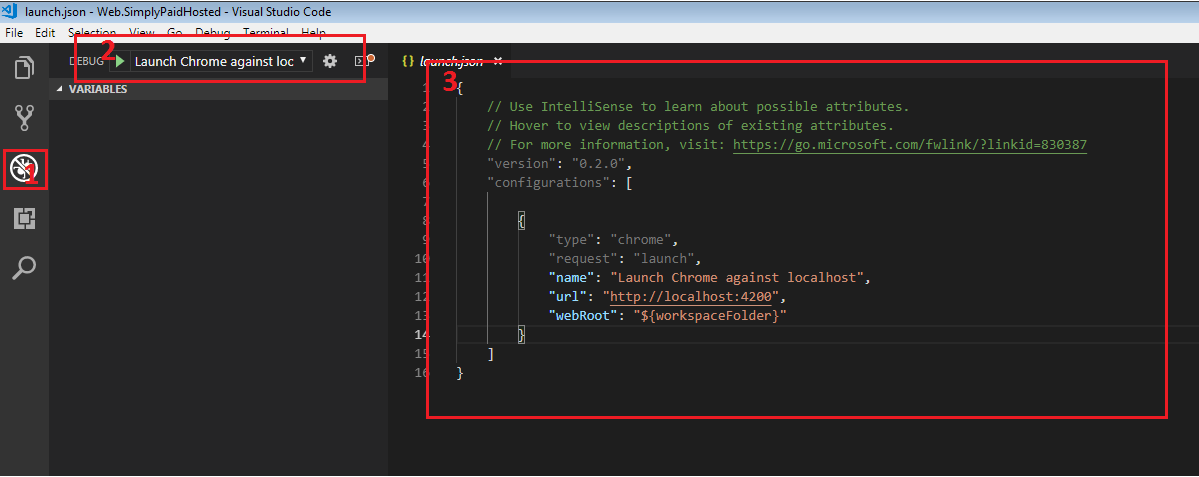 launch.json - Web.SimplyPaidHosted - Visual Studio Code
File Edit Selection View Go Debug Terminal Help
2
DEBUG Launch Chrome against loc
{} launch.json ×
VARIABLES
3
1
1 {
2 // Use IntelliSense to learn about possible attributes.
3 // Hover to view descriptions of existing attributes.
4 // For more information, visit: https://go.microsoft.com/fwlink/?linkid=830387
5 "version": "0.2.0",
6 "configurations": [
7
8 {
9 "type": "chrome",
10 "request": "launch",
11 "name": "Launch Chrome against localhost",
12 "url": "http://localhost:4200",
13 "webRoot": "${workspaceFolder}"
14 }
15 ]
16 }